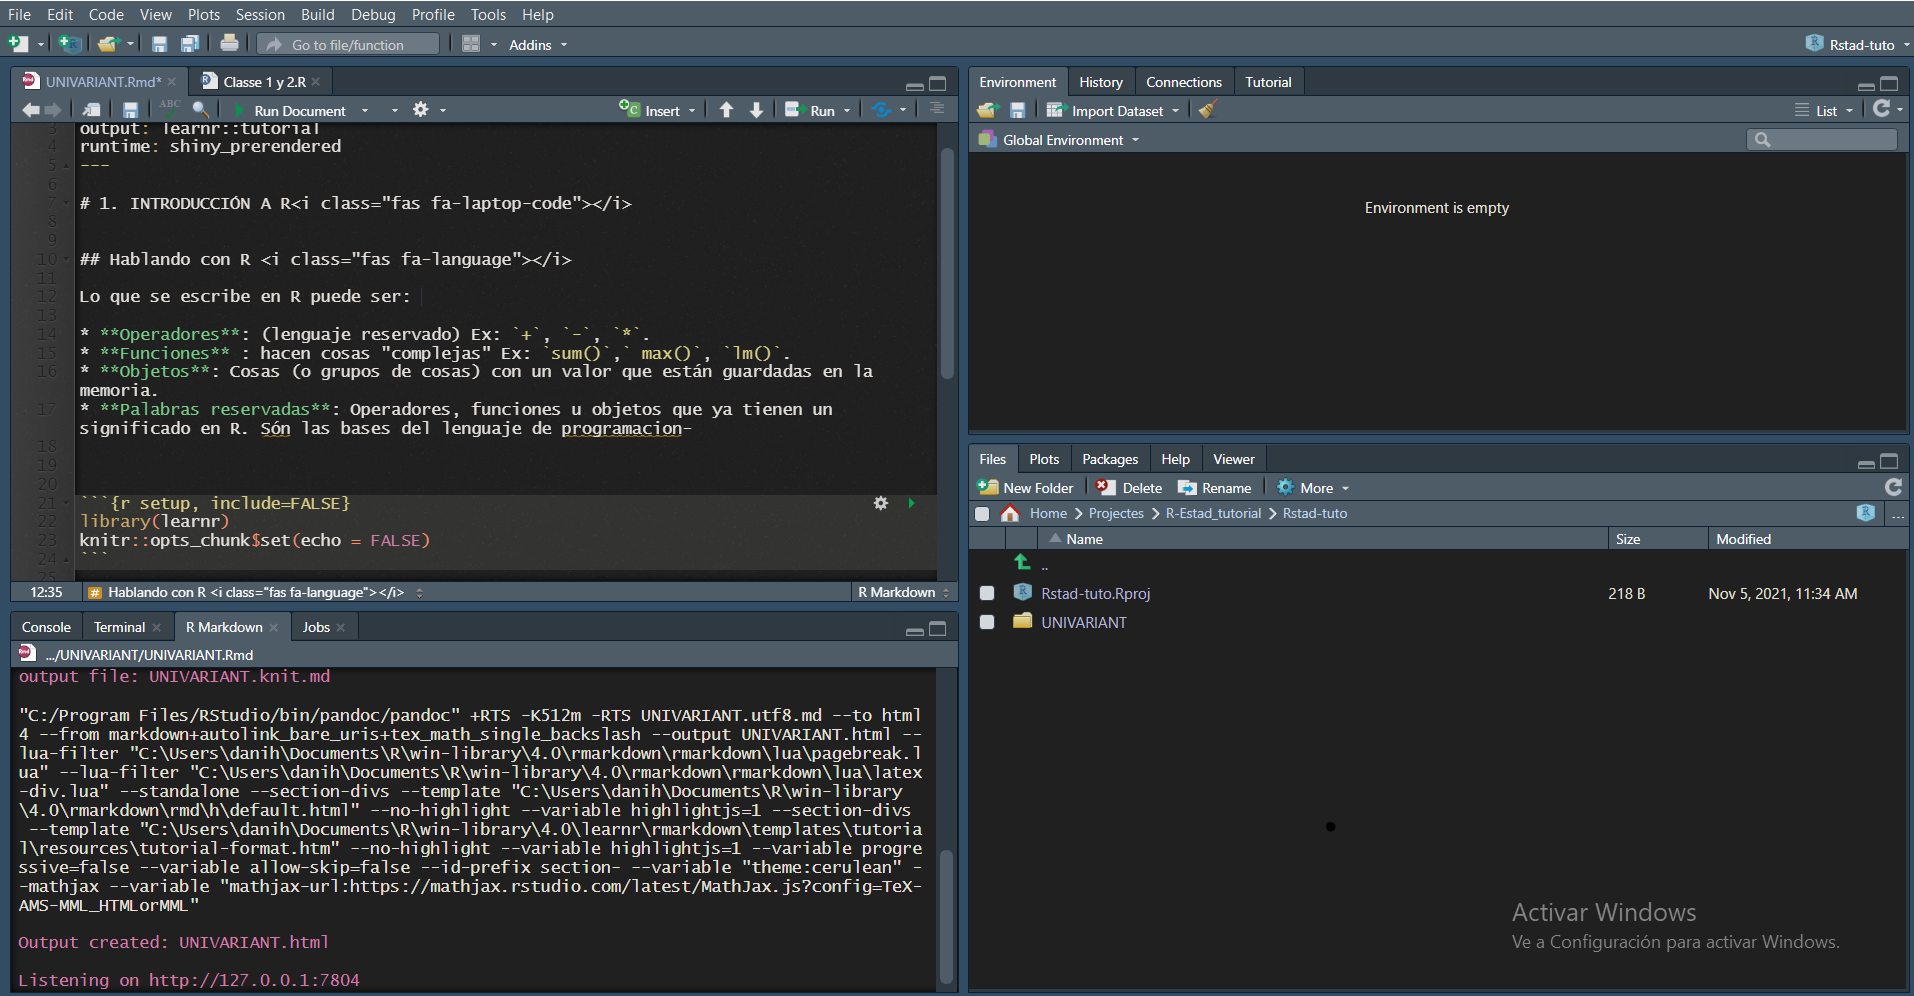 File Edit Code View Plots Session Build Debug Profile Tools Help
Go to file/function Addins Rstad-tuto
UNIVARIANT.Rmd* Classe 1 y 2.R
ABC Run Document Insert Run
3 output: learnr::tutorial
4 runtime: shiny_prerendered
5 ---
6
7 # 1. INTRODUCCIÓN A R<i class="fas fa-laptop-code"></i>
8
9
10 ## Hablando con R <i class="fas fa-language"></i>
11
12 Lo que se escribe en R puede ser:
13
14 * **Operadores**: (lenguaje reservado) Ex: `+`, `-`, `*`.
15 * **Funciones** : hacen cosas "complejas" Ex: `sum()`,` max()`, `lm()`.
16 * **Objetos**: Cosas (o grupos de cosas) con un valor que están guardadas en la
memoria.
17 * **Palabras reservadas**: Operadores, funciones u objetos que ya tienen un
significado en R. Són las bases del lenguaje de programacion-
18
19
20
21 ```{r setup, include=FALSE}
22 library(learnr)
23 knitr::opts_chunk$set(echo = FALSE)
24 ```
25
12:35 # Hablando con R <i class="fas fa-language"></i> R Markdown
Console Terminal R Markdown Jobs
.../UNIVARIANT/UNIVARIANT.Rmd
output file: UNIVARIANT.knit.md
"C:/Program Files/RStudio/bin/pandoc/pandoc" +RTS -K512m -RTS UNIVARIANT.utf8.md --to html
4 --from markdown+autolink_bare_uris+tex_math_single_backslash --output UNIVARIANT.html --
lua-filter "C:\Users\danih\Documents\R\win-library\4.0\rmarkdown\rmarkdown\lua\pagebreak.l
ua" --lua-filter "C:\Users\danih\Documents\R\win-library\4.0\rmarkdown\rmarkdown\lua\latex
-div.lua" --standalone --section-divs --template "C:\Users\danih\Documents\R\win-library
\4.0\rmarkdown\rmd\h\default.html" --no-highlight --variable highlightjs=1 --section-divs
--template "C:\Users\danih\Documents\R\win-library\4.0\learnr\rmarkdown\templates\tutoria
l\resources\tutorial-format.htm" --no-highlight --variable highlightjs=1 --variable progre
ssive=false --variable allow-skip=false --id-prefix section- --variable "theme:cerulean" -
-mathjax --variable "mathjax-url:https://mathjax.rstudio.com/latest/MathJax.js?config=TeX-
AMS-MML_HTMLorMML"
Output created: UNIVARIANT.html
Listening on http://127.0.0.1:7804
Environment History Connections Tutorial
Import Dataset List
Global Environment
Environment is empty
Files Plots Packages Help Viewer
New Folder Delete Rename More
Home Projectes R-Estad_tutorial Rstad-tuto ...
Name Size Modified
..
Rstad-tuto.Rproj 218 B Nov 5, 2021, 11:34 AM
UNIVARIANT
Activar Windows
Ve a Configuración para activar Windows.